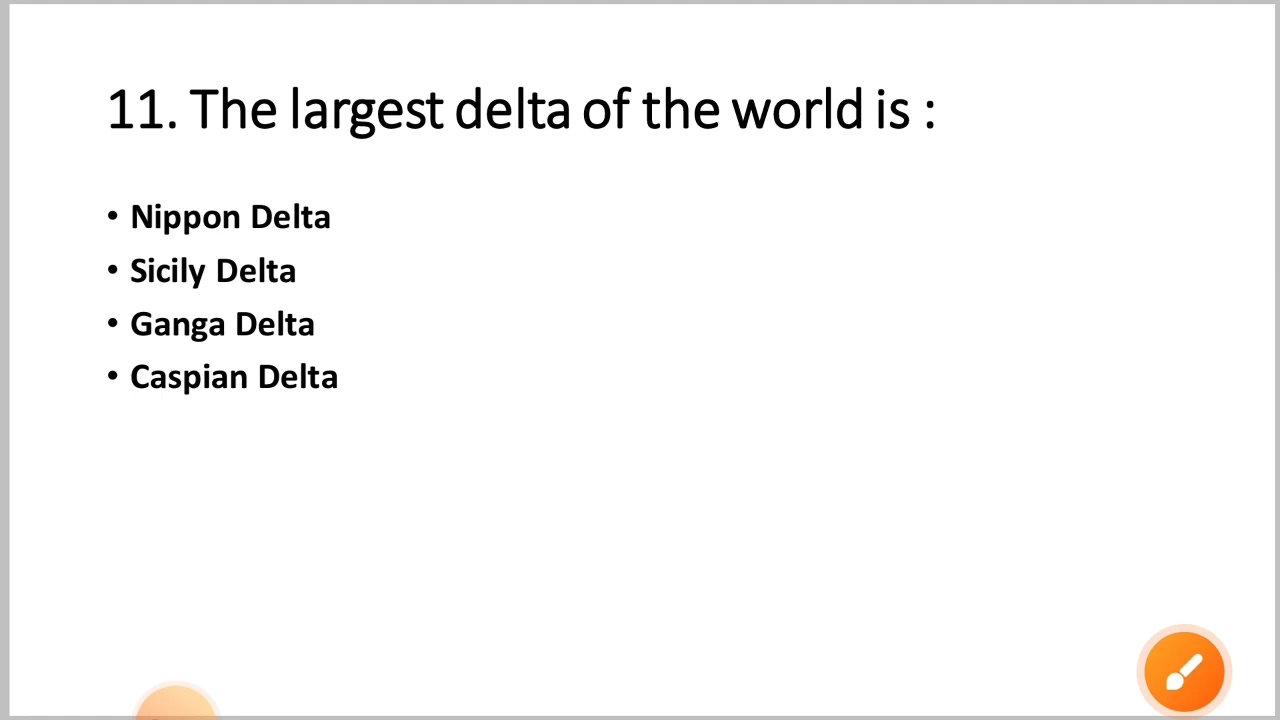 11. The largest delta of the world is :
• Nippon Delta
• Sicily Delta
• Ganga Delta
• Caspian Delta